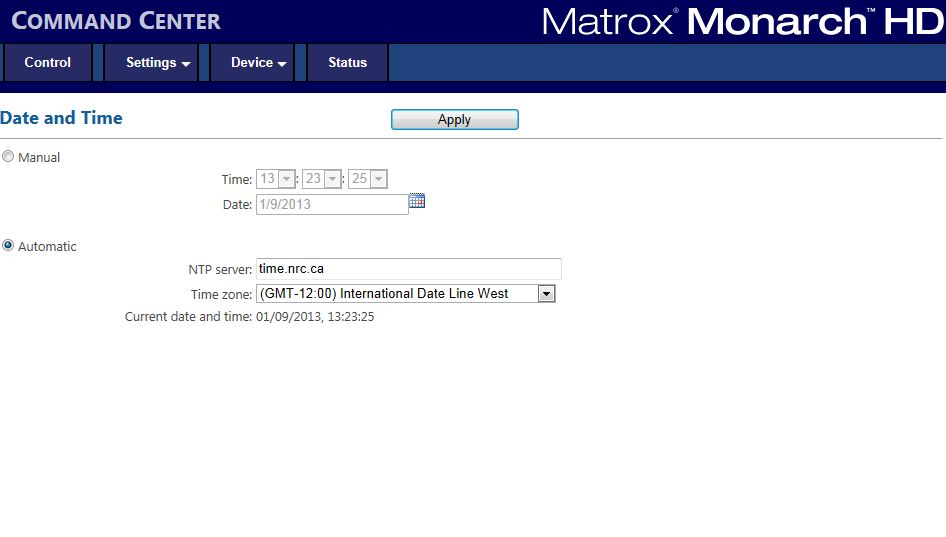 COMMAND CENTER
Matrox® Monarch™ HD
Control Settings Device Status
Date and Time Apply
Manual
Time: 13 : 23 : 25
Date: 1/9/2013
Automatic
NTP server: time.nrc.ca
Time zone: (GMT-12:00) International Date Line West
Current date and time: 01/09/2013, 13:23:25